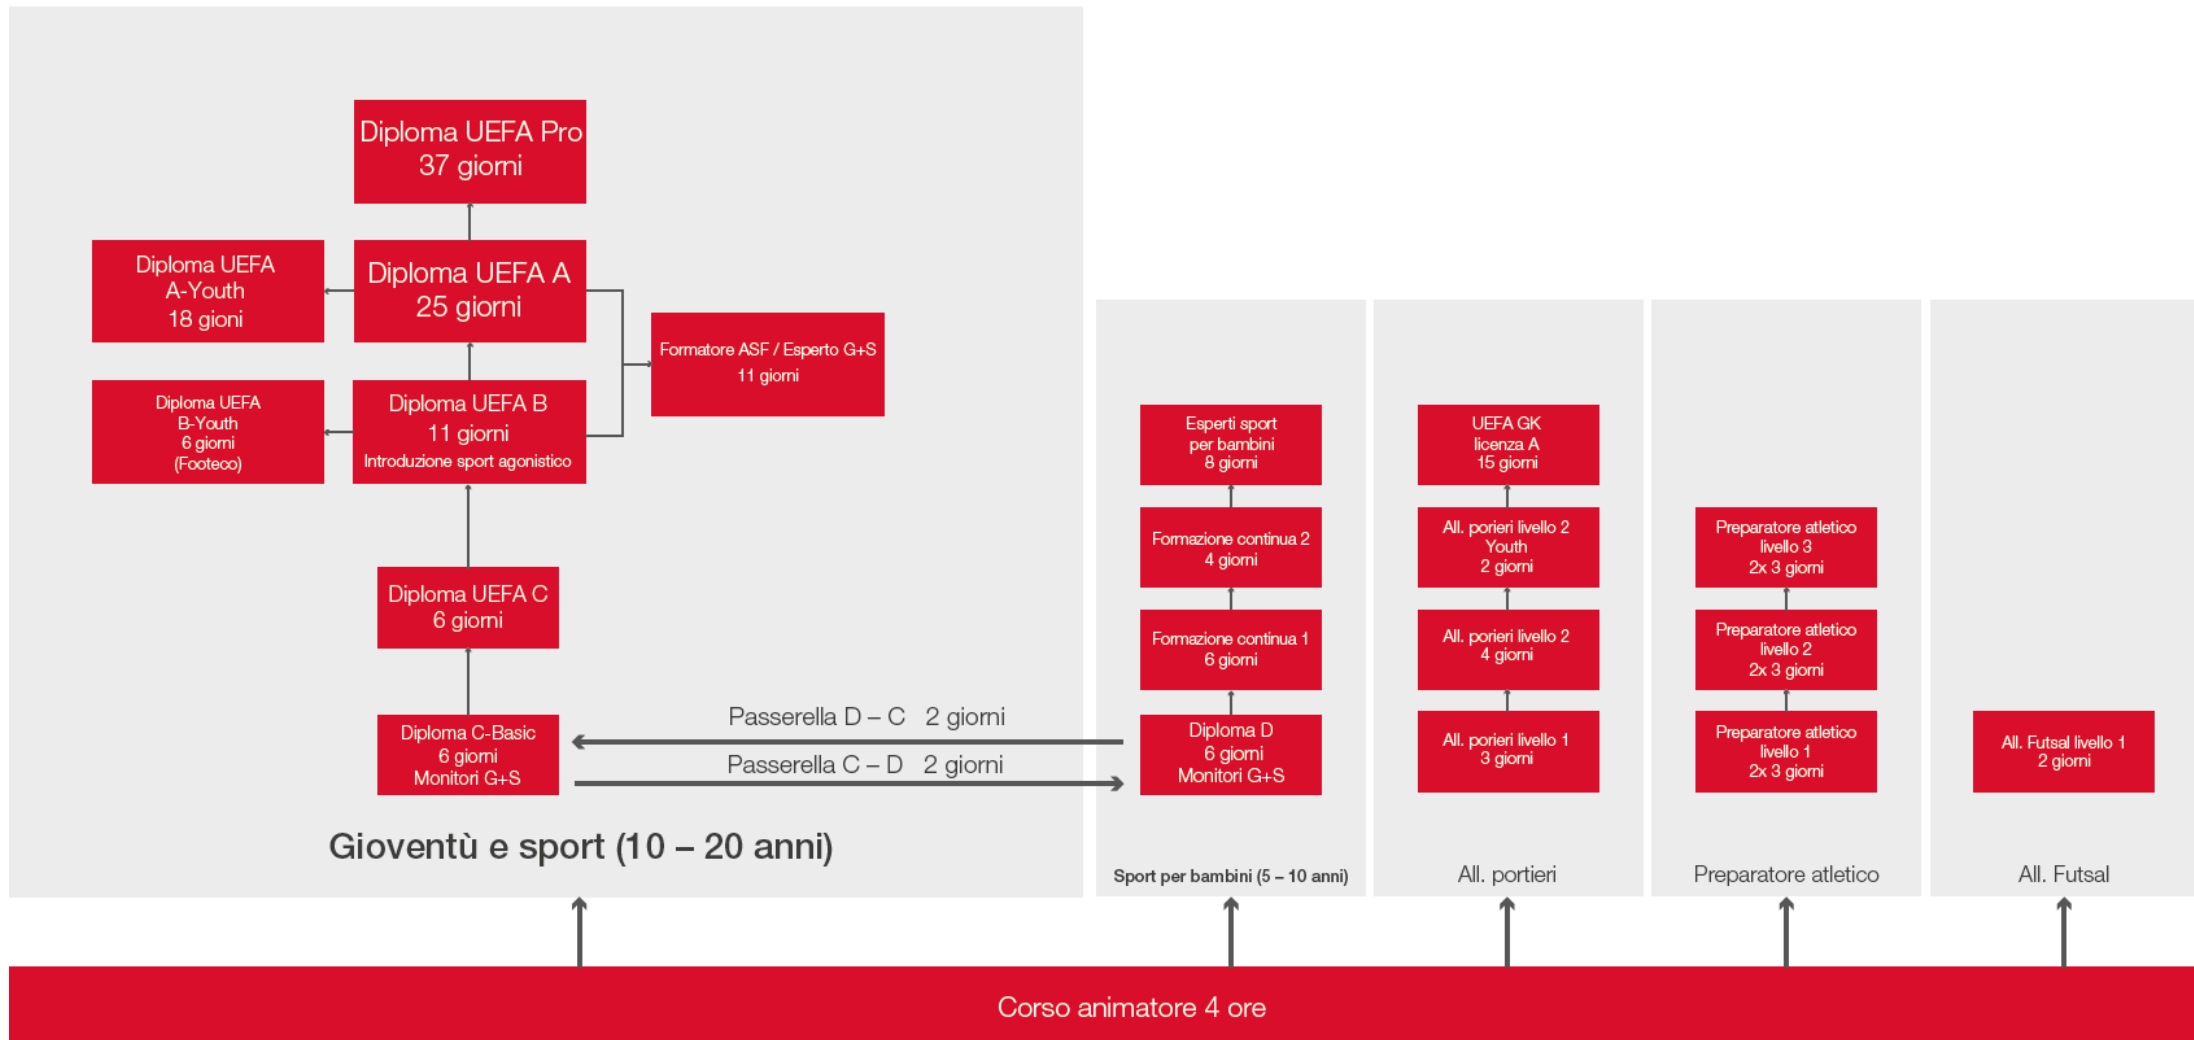 Diploma UEFA Pro
37 giorni
Diploma UEFA
A-Youth
18 gioni
Diploma UEFA A
25 giorni
Formatore ASF / Esperto G+S
11 giorni
Diploma UEFA
B-Youth
6 giorni
(Footeco)
Diploma UEFA B
11 giorni
Introduzione sport agonistico
Diploma UEFA C
6 giorni
Diploma C-Basic
6 giorni
Monitori G+S
Passerella D – C 2 giorni
Passerella C – D 2 giorni
Gioventù e sport (10 – 20 anni)
Esperti sport
per bambini
8 giorni
Formazione continua 2
4 giorni
Formazione continua 1
6 giorni
Diploma D
6 giorni
Monitori G+S
Sport per bambini (5 – 10 anni)
UEFA GK
licenza A
15 giorni
All. porieri livello 2
Youth
2 giorni
All. porieri livello 2
4 giorni
All. porieri livello 1
3 giorni
All. portieri
Preparatore atletico
livello 3
2x 3 giorni
Preparatore atletico
livello 2
2x 3 giorni
Preparatore atletico
livello 1
2x 3 giorni
Preparatore atletico
All. Futsal livello 1
2 giorni
All. Futsal
Corso animatore 4 ore